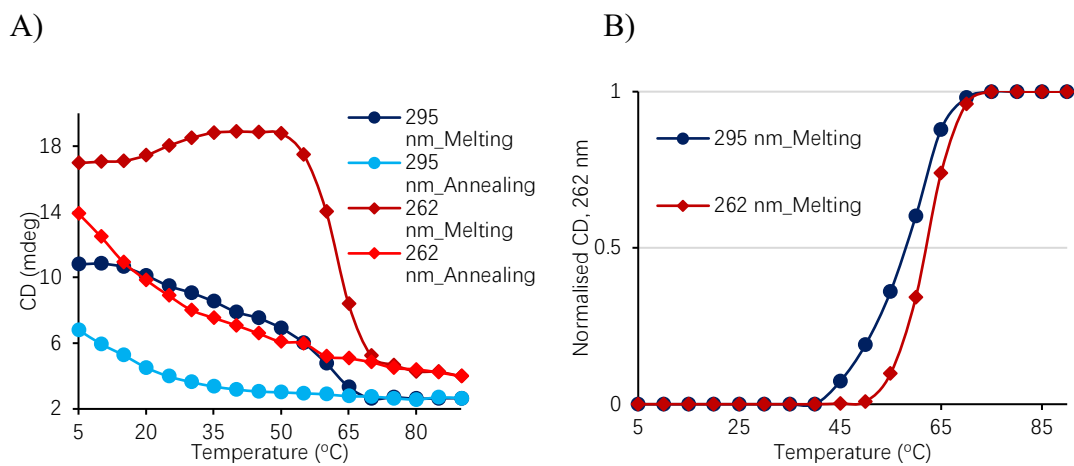 A)
18
14
10
6
2
CD (mdeg)
5
20
35
50
65
80
Temperature (ºC)
295
nm_Melting
295
nm_Annealing
262
nm_Melting
262
nm_Annealing
B)
1
0.5
0
Normalised CD, 262 nm
5
25
45
65
85
Temperature (ºC)
295 nm_Melting
262 nm_Melting